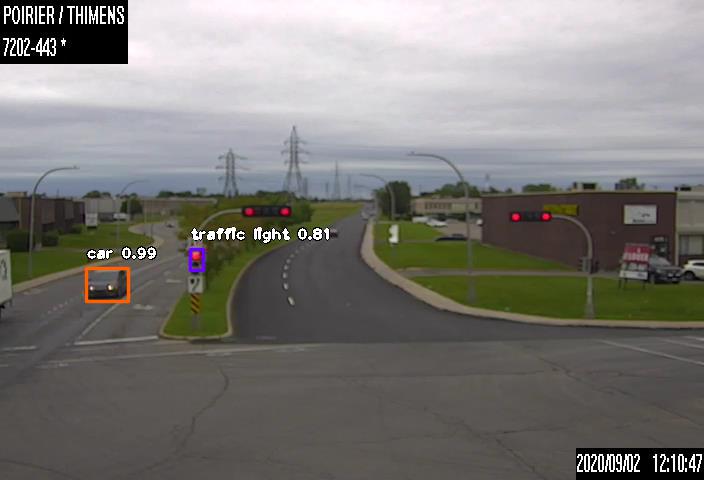 POIRIER / THIMENS
7202-443 *
traffic light 0.81
car 0.99
2020/09/02 12:10:47